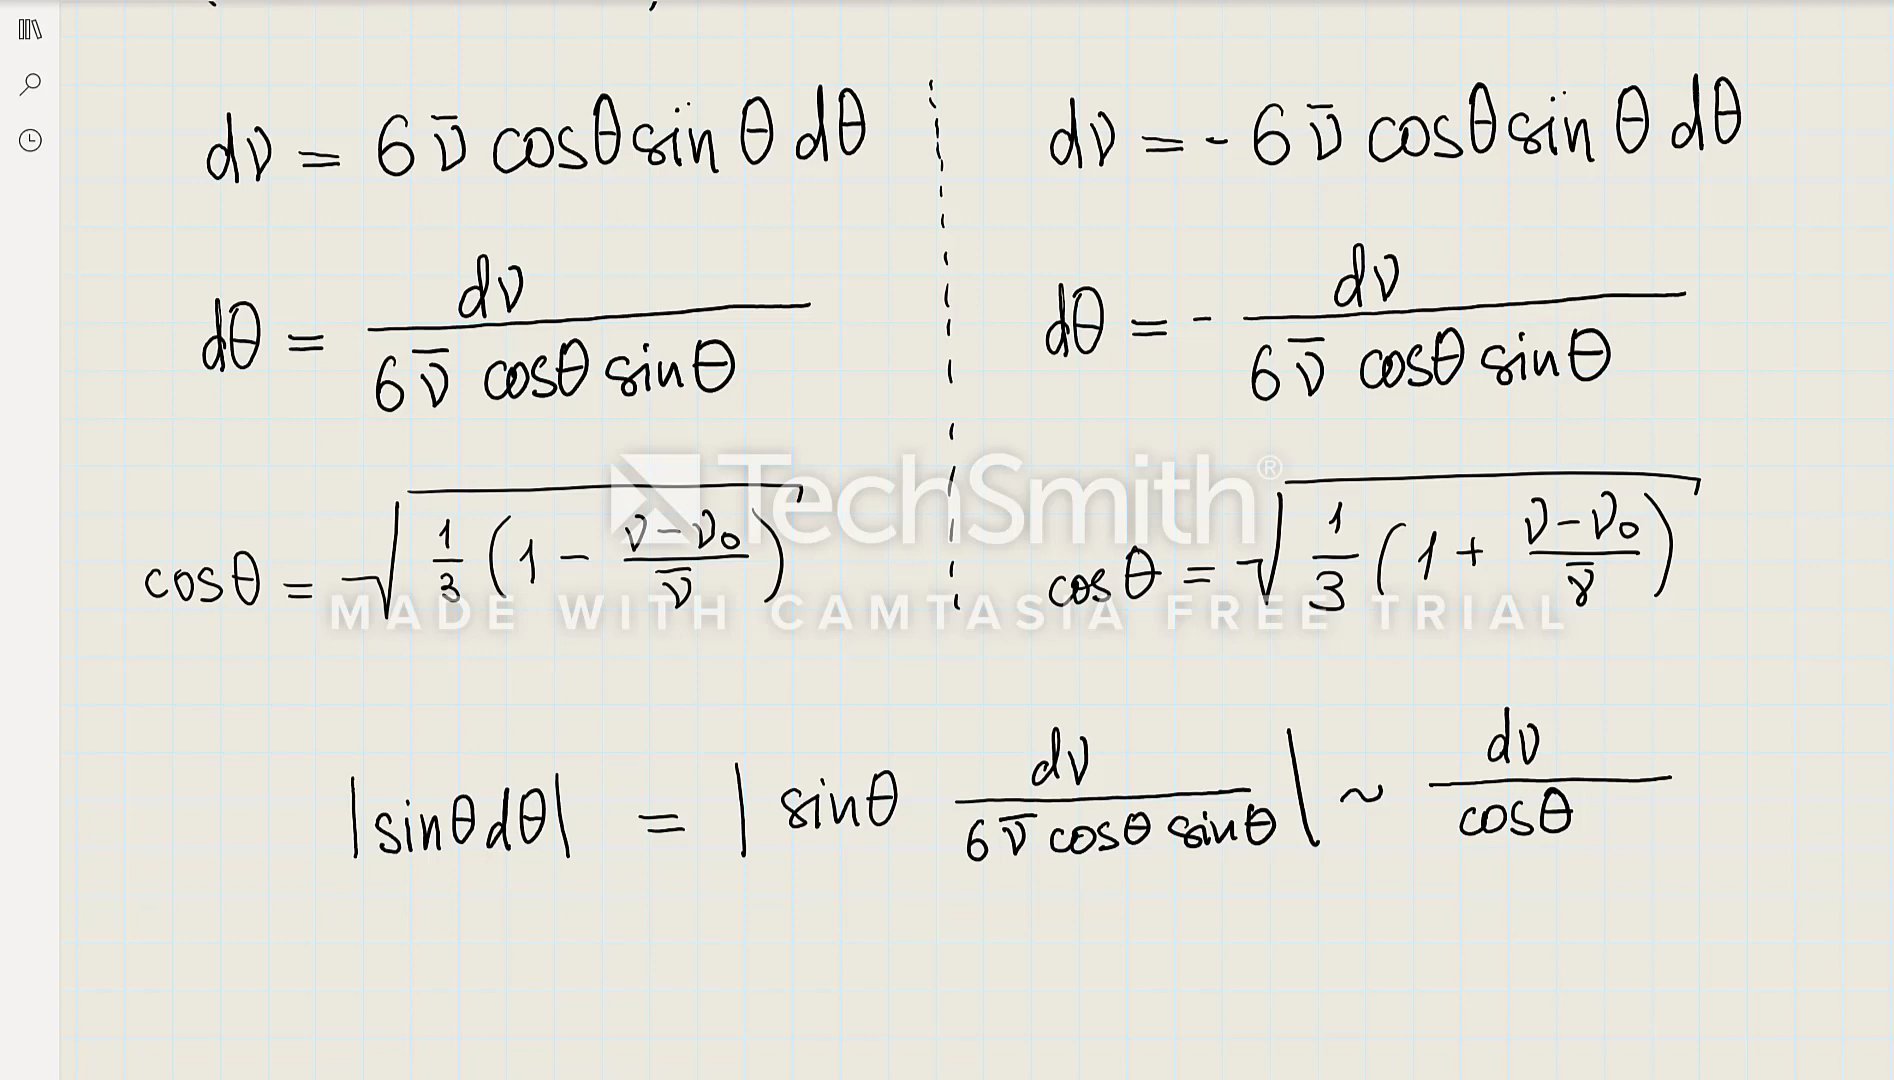 dν = 6 ν̄ cosθ sin θ dθ
dν = - 6 ν̄ cosθ sin θ dθ
dθ = dν / (6 ν̄ cosθ sinθ)
dθ = - dν / (6 ν̄ cosθ sinθ)
cosθ = √(1/3 (1 - (ν-ν₀)/ν̄))
cosθ = √(1/3 (1 + (ν-ν₀)/ν̄))
TechSmith®
MADE WITH CAMTASIA FREE TRIAL
|sinθ dθ| = | sinθ dν / (6 ν̄ cosθ sinθ) | ~ dν / cosθ